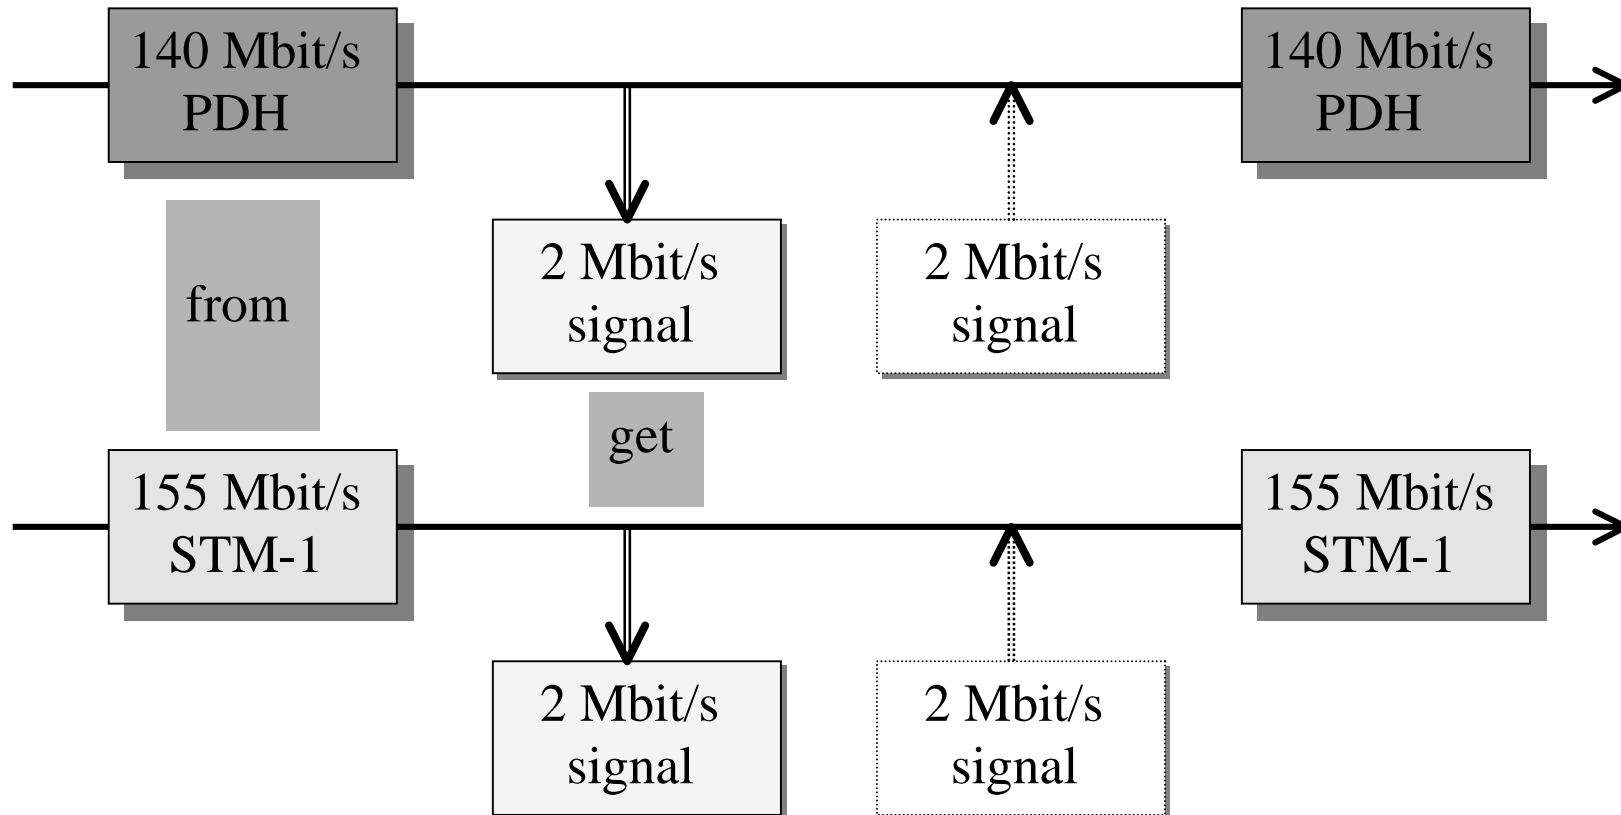 140 Mbit/s
PDH
140 Mbit/s
PDH
2 Mbit/s
signal
2 Mbit/s
signal
from
get
155 Mbit/s
STM-1
155 Mbit/s
STM-1
2 Mbit/s
signal
2 Mbit/s
signal